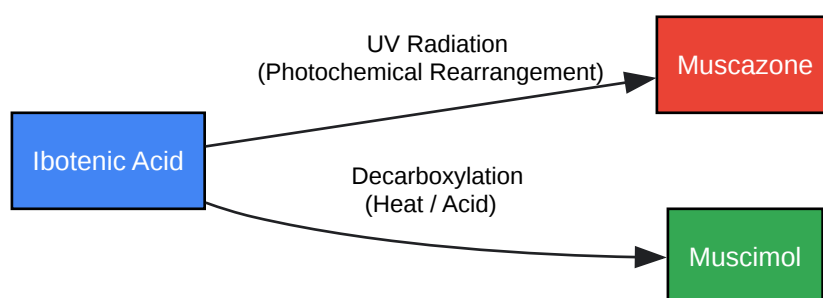 UV Radiation
(Photochemical Rearrangement)
Muscazone
Ibotenic Acid
Decarboxylation
(Heat / Acid)
Muscimol